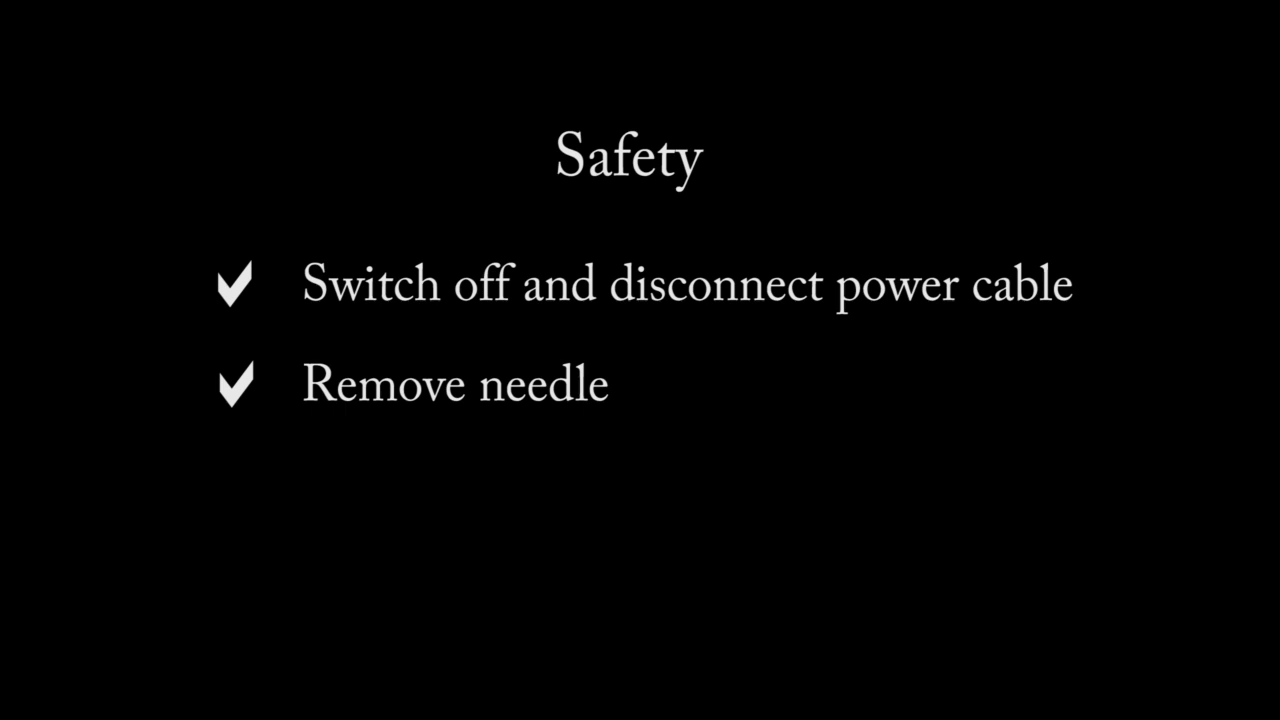 Safety
✓ Switch off and disconnect power cable
✓ Remove needle